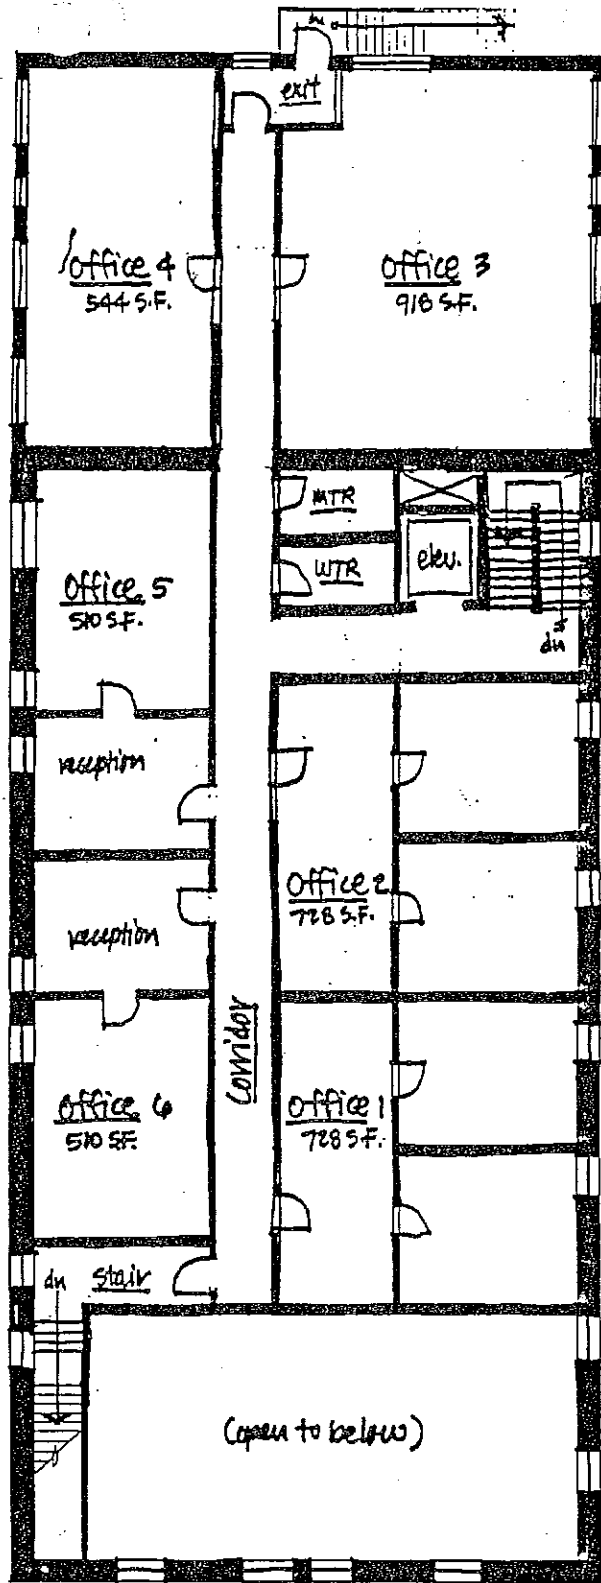 dn
exit
Office 4
544 S.F.
Office 3
918 S.F.
MTR
WTR
elev.
dn
Office 5
510 S.F.
reception
Office 2
728 S.F.
reception
Corridor
Office 6
510 S.F.
Office 1
728 S.F.
stair
dn
(open to below)